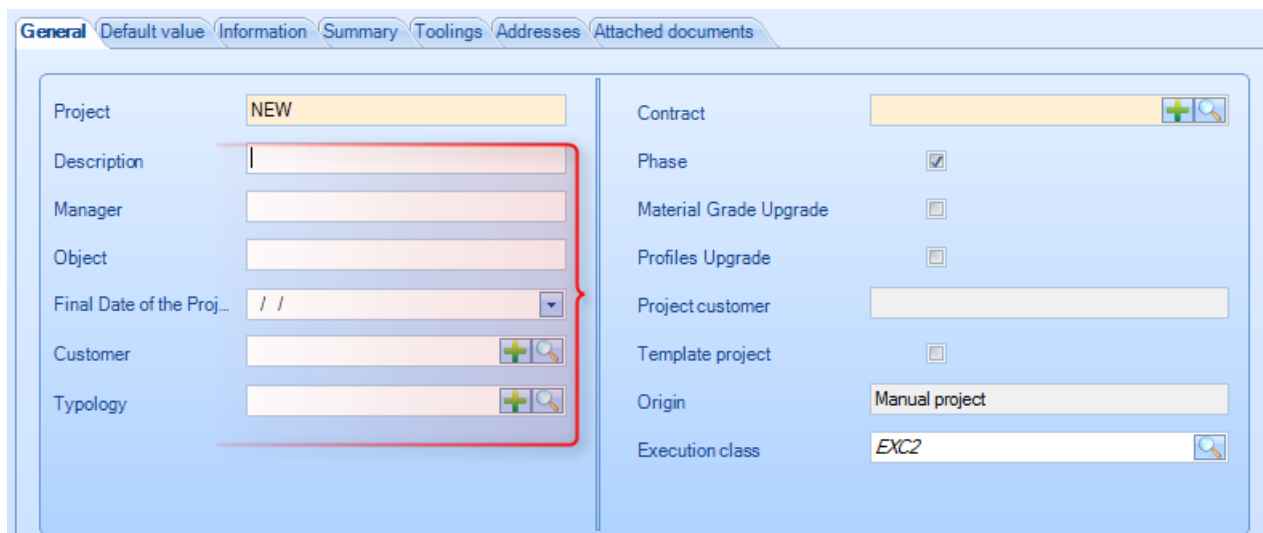 General Default value Information Summary Toolings Addresses Attached documents
Project NEW
Description
Manager
Object
Final Date of the Proj... / /
Customer
Typology
Contract
Phase
Material Grade Upgrade
Profiles Upgrade
Project customer
Template project
Origin Manual project
Execution class EXC2